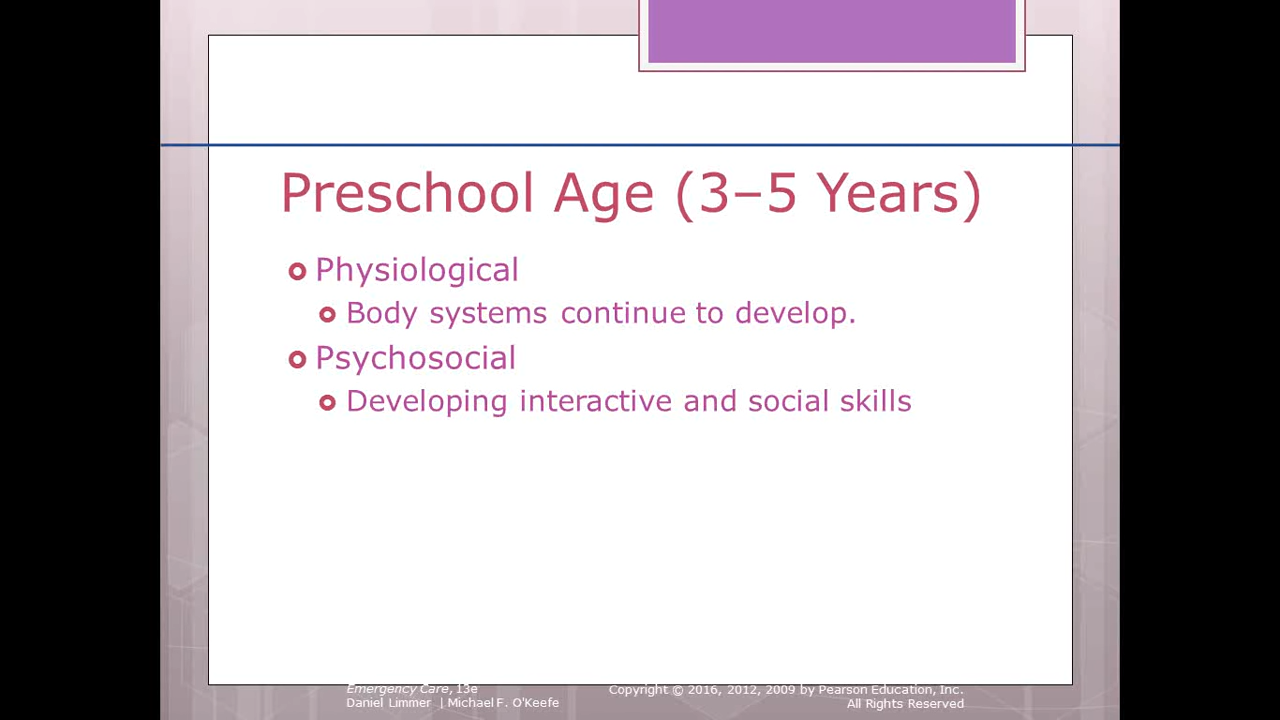 Preschool Age (3–5 Years)
Physiological
Body systems continue to develop.
Psychosocial
Developing interactive and social skills
Emergency Care, 13e
Daniel Limmer | Michael F. O'Keefe
Copyright © 2016, 2012, 2009 by Pearson Education, Inc.
All Rights Reserved